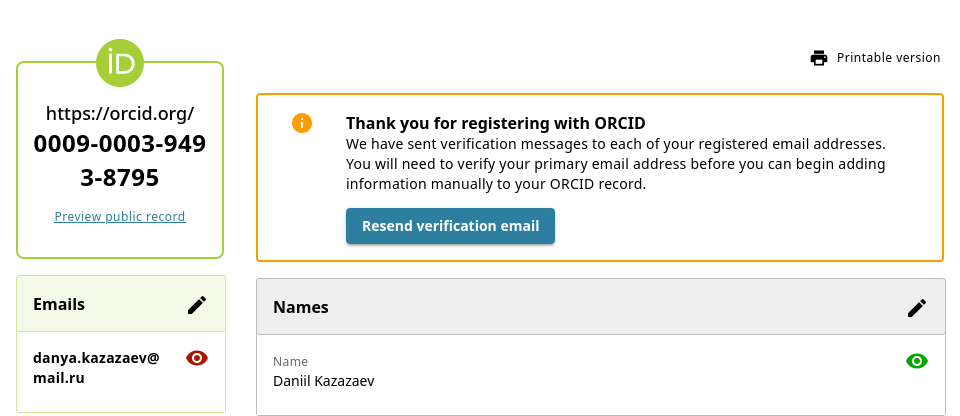 iD
Printable version
https://orcid.org/
0009-0003-949
3-8795
Preview public record
Thank you for registering with ORCID
We have sent verification messages to each of your registered email addresses.
You will need to verify your primary email address before you can begin adding
information manually to your ORCID record.
Resend verification email
Emails
danya.kazazaev@
mail.ru
Names
Name
Daniil Kazazaev